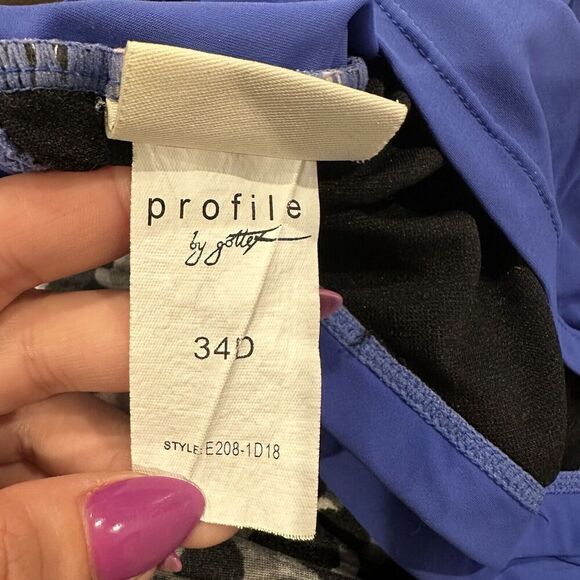 profile
by gottex
34D
STYLE:E208-1D18